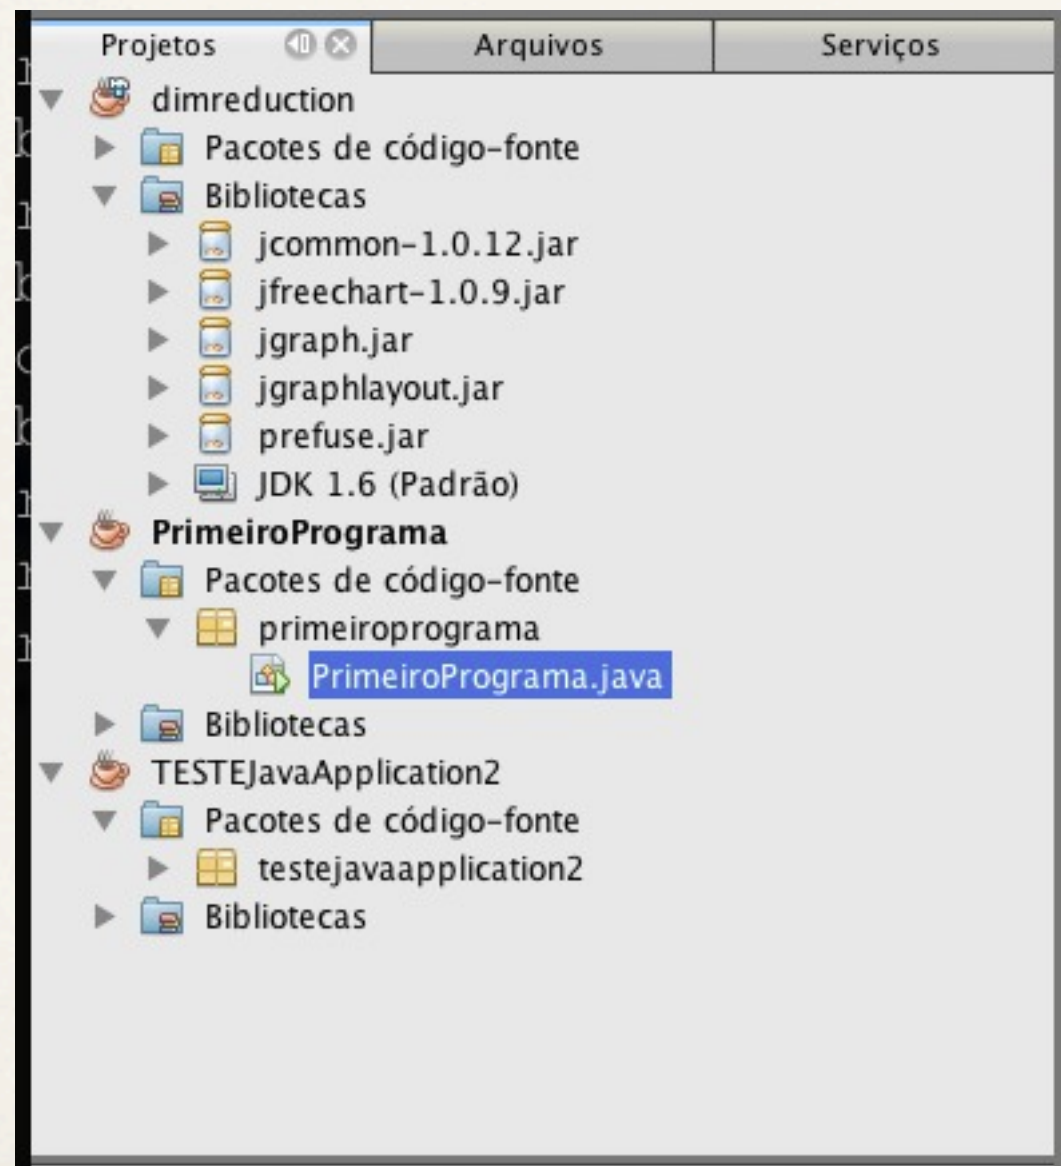 Projetos Arquivos Serviços
dimreduction
Pacotes de código-fonte
Bibliotecas
jcommon-1.0.12.jar
jfreechart-1.0.9.jar
jgraph.jar
jgraphlayout.jar
prefuse.jar
JDK 1.6 (Padrão)
PrimeiroPrograma
Pacotes de código-fonte
primeiroprograma
PrimeiroPrograma.java
Bibliotecas
TESTEJavaApplication2
Pacotes de código-fonte
testejavaapplication2
Bibliotecas